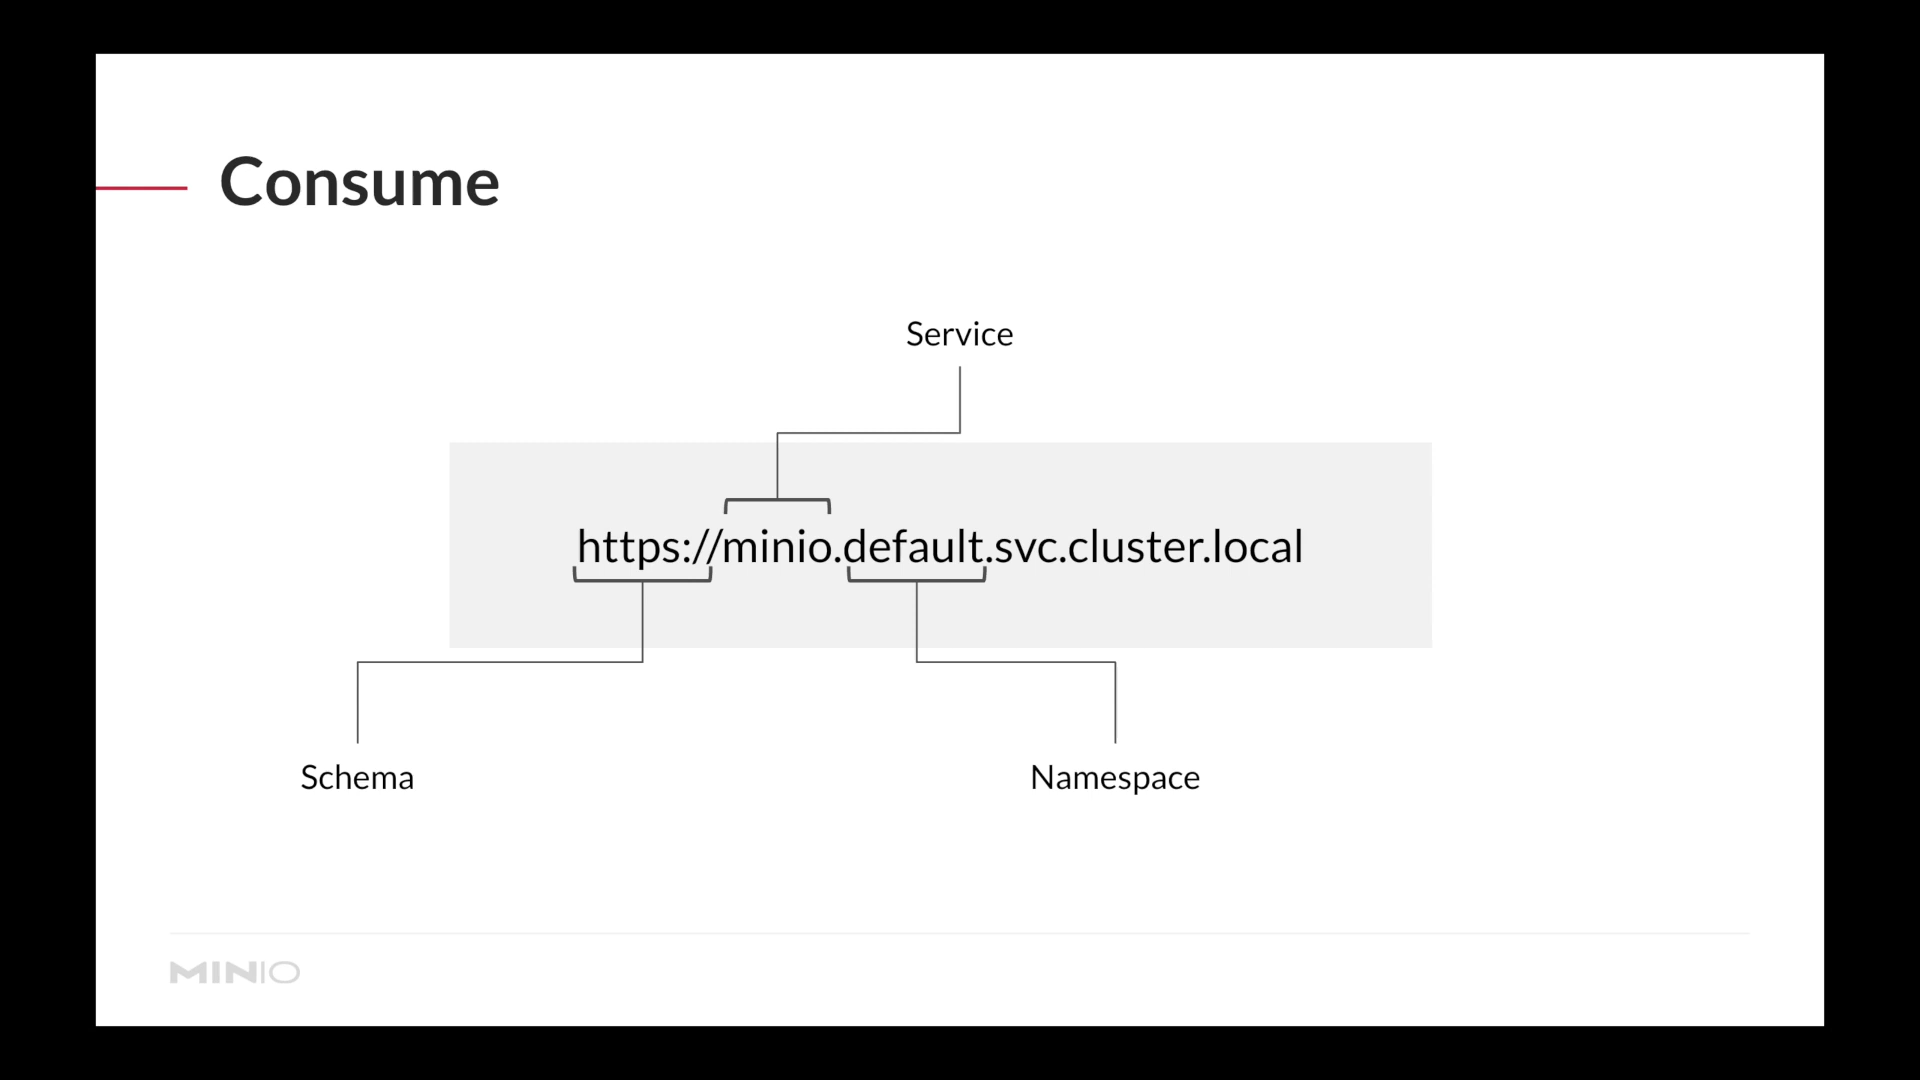 Consume
Service
https://minio.default.svc.cluster.local
Schema
Namespace
MINIO